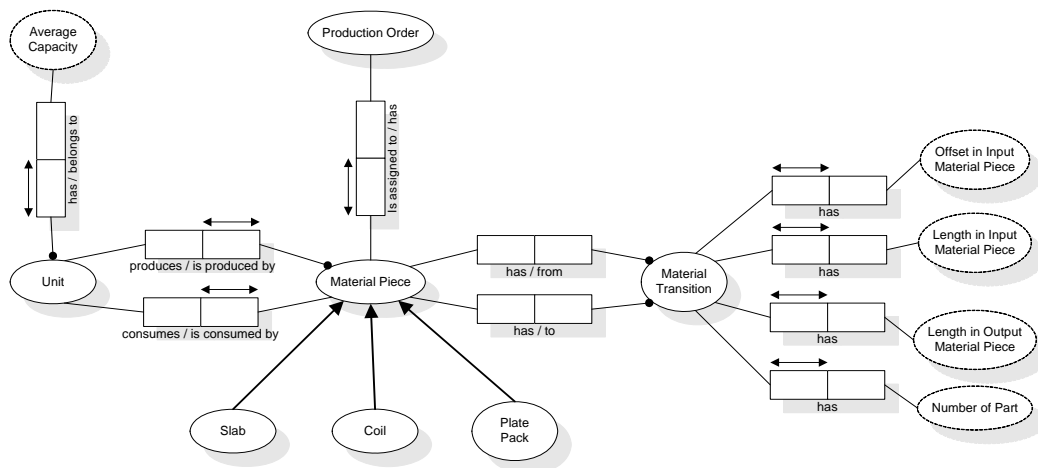 Average
Capacity
Production Order
has / belongs to
Is assigned to / has
Offset in Input
Material Piece
has
Length in Input
Material Piece
has
produces / is produced by
has / from
Unit
Material Piece
Material
Transition
consumes / is consumed by
has / to
has
Length in Output
Material Piece
has
Number of Part
Slab
Coil
Plate
Pack